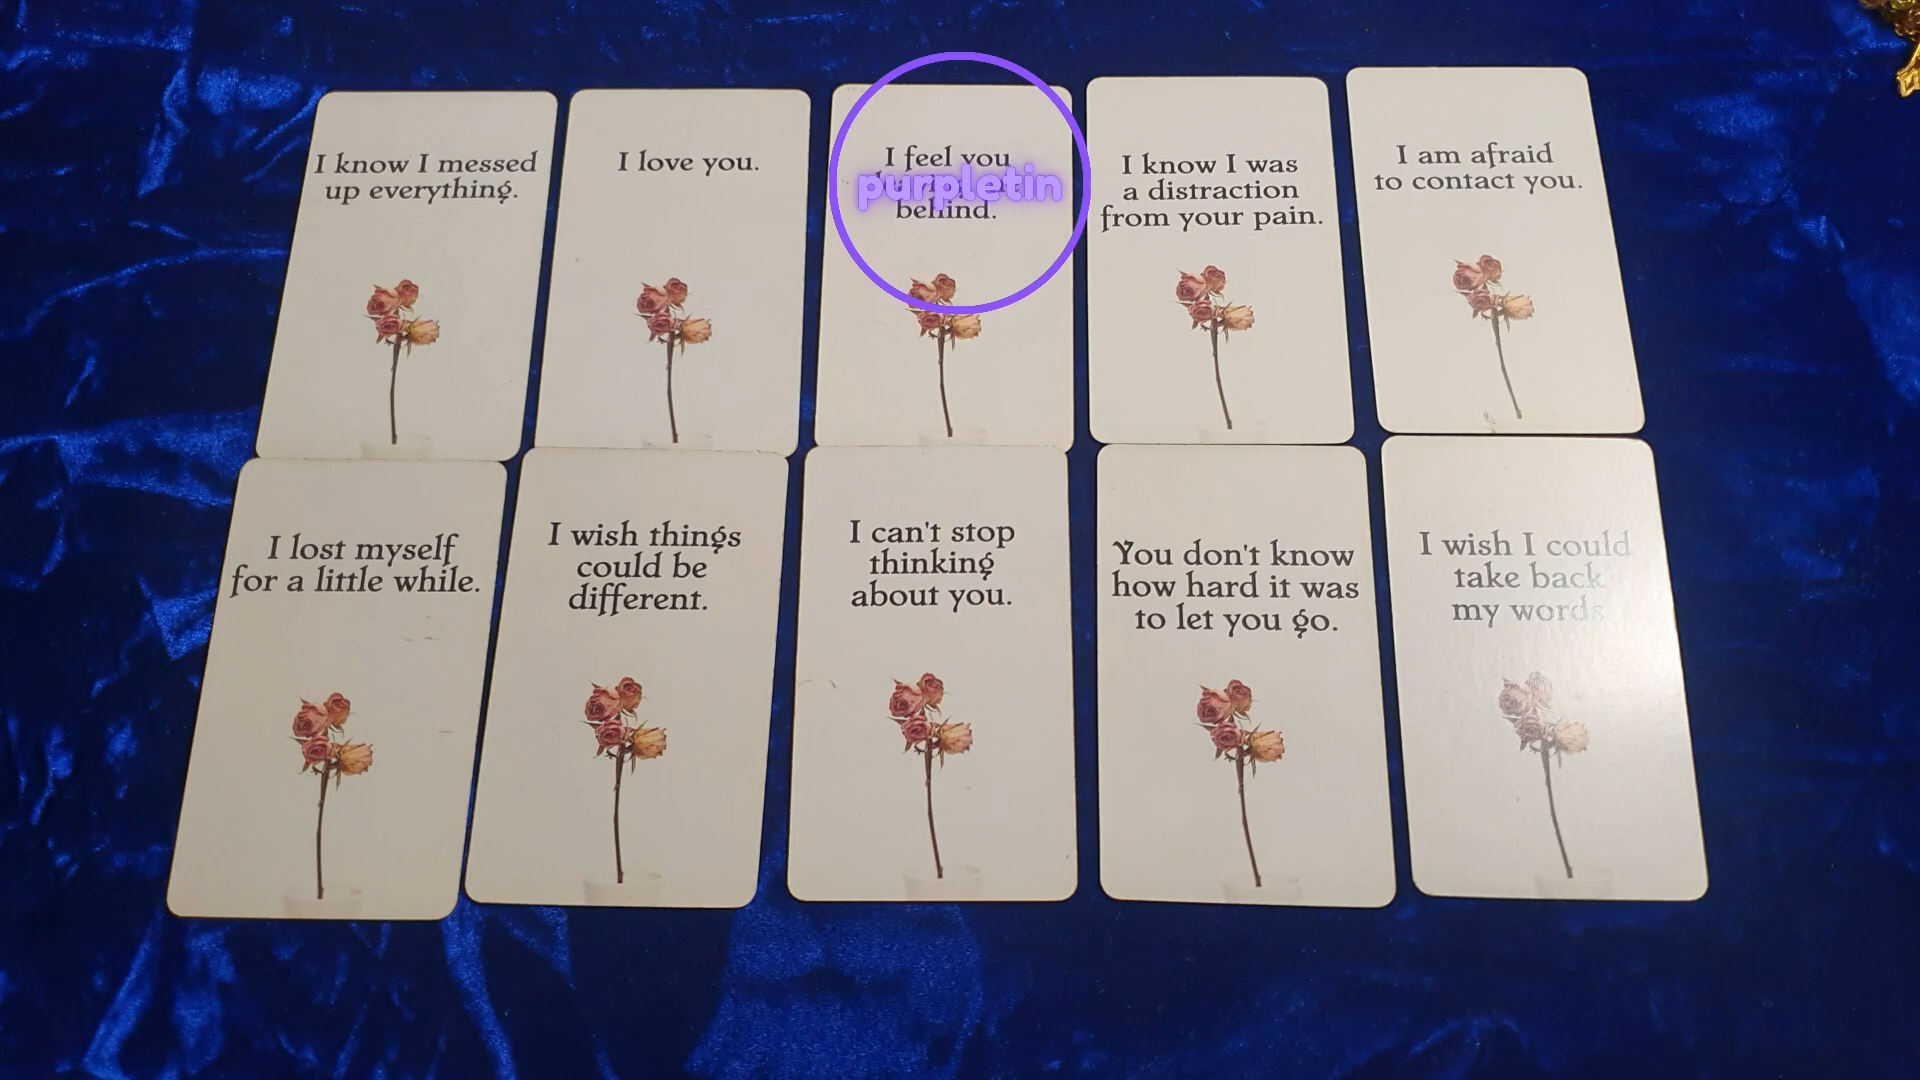 I know I messed
up everything.
I love you.
I feel you
purpletin
behind.
I know I was
a distraction
from your pain.
I am afraid
to contact you.
I lost myself
for a little while.
I wish things
could be
different.
I can't stop
thinking
about you.
You don't know
how hard it was
to let you go.
I wish I could
take back
my words